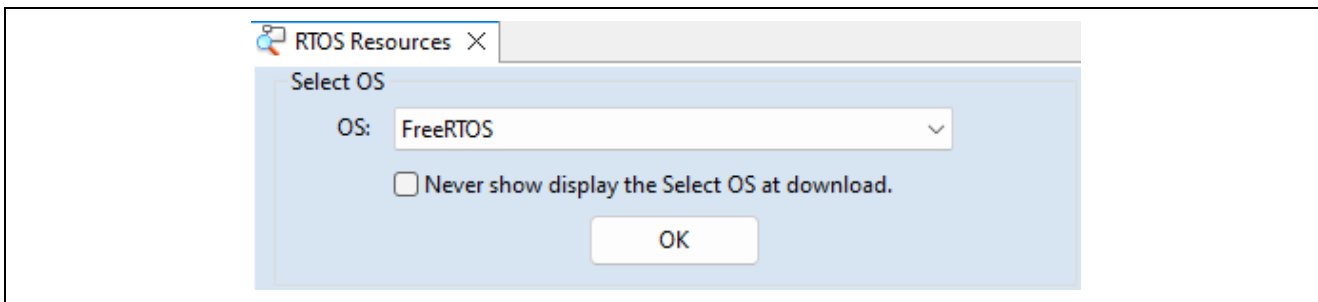 RTOS Resources
Select OS
OS: FreeRTOS
Never show display the Select OS at download.
OK